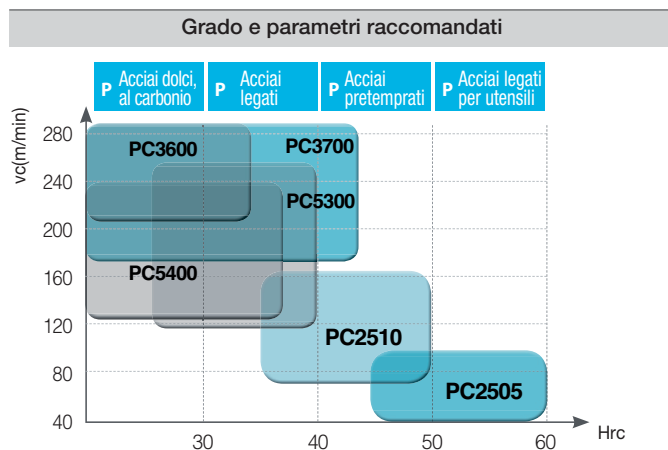 Grado e parametri raccomandati
P Acciai dolci, al carbonio
P Acciai legati
P Acciai pretemprati
P Acciai legati per utensili
vc(m/min)
280
240
200
160
120
80
40
PC3600
PC3700
PC5300
PC5400
PC2510
PC2505
30
40
50
60
Hrc